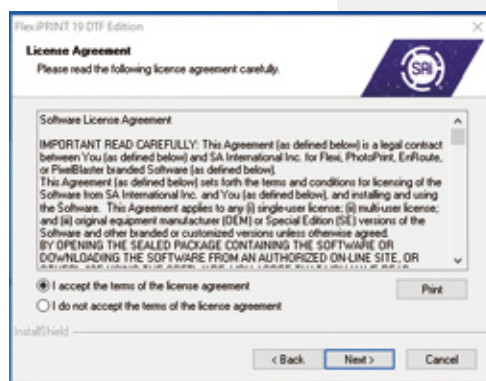 FlexiPRINT 19 DTF Edition
License Agreement
Please read the following license agreement carefully.
SAi
Software License Agreement
IMPORTANT READ CAREFULLY: This Agreement (as defined below) is a legal contract
between You (as defined below) and SA International Inc. for Flexi, PhotoPrint, EnRoute,
or PixelBlaster branded Software (as defined below).
This Agreement (as defined below) sets forth the terms and conditions for licensing of the
Software from SA International Inc. and You (as defined below), and installing and using
the Software. This Agreement applies to any (i) single-user license; (ii) multi-user license;
and (iii) original equipment manufacturer (OEM) or Special Edition (SE) versions of the
Software and other branded or customized versions unless otherwise agreed.
BY OPENING THE SEALED PACKAGE CONTAINING THE SOFTWARE OR
DOWNLOADING THE SOFTWARE FROM AN AUTHORIZED ON-LINE SITE, OR
I accept the terms of the license agreement
Print
I do not accept the terms of the license agreement
InstallShield
< Back
Next >
Cancel